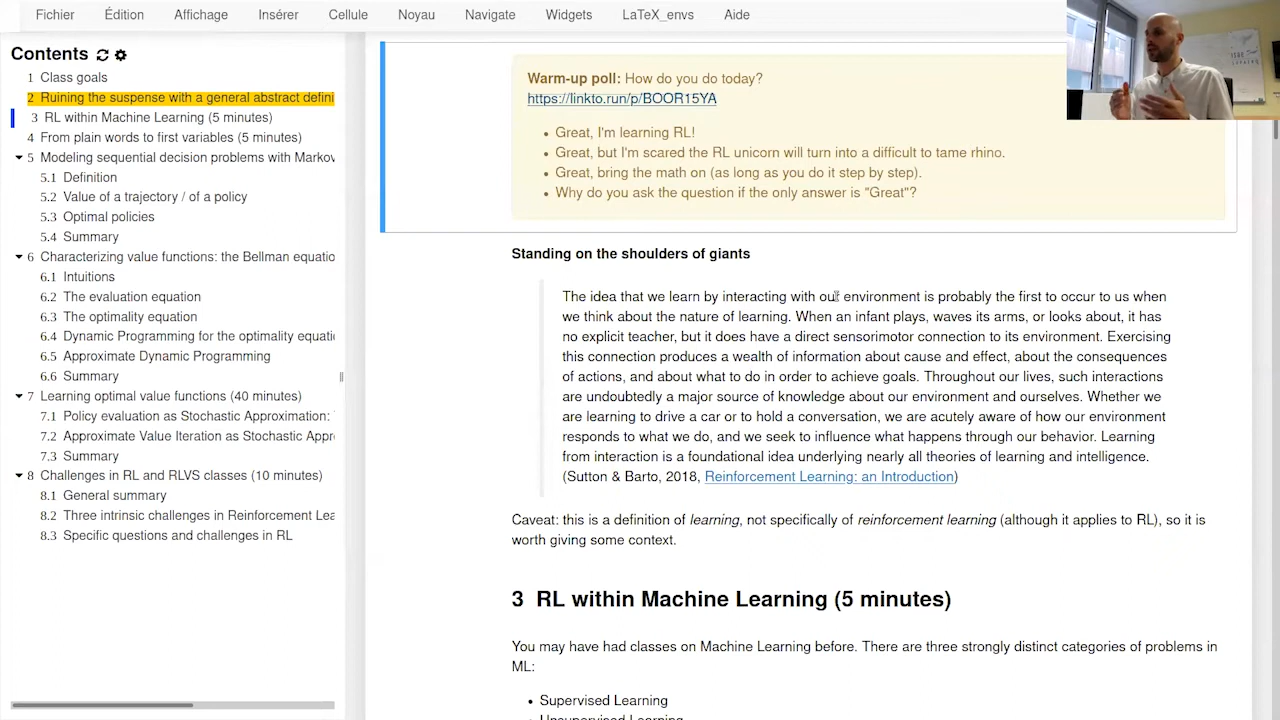 Fichier Édition Affichage Insérer Cellule Noyau Navigate Widgets LaTeX_envs Aide
Contents
1 Class goals
2 Ruining the suspense with a general abstract defini
3 RL within Machine Learning (5 minutes)
4 From plain words to first variables (5 minutes)
5 Modeling sequential decision problems with Markov
5.1 Definition
5.2 Value of a trajectory / of a policy
5.3 Optimal policies
5.4 Summary
6 Characterizing value functions: the Bellman equatio
6.1 Intuitions
6.2 The evaluation equation
6.3 The optimality equation
6.4 Dynamic Programming for the optimality equati
6.5 Approximate Dynamic Programming
6.6 Summary
7 Learning optimal value functions (40 minutes)
7.1 Policy evaluation as Stochastic Approximation:
7.2 Approximate Value Iteration as Stochastic Appr
7.3 Summary
8 Challenges in RL and RLVS classes (10 minutes)
8.1 General summary
8.2 Three intrinsic challenges in Reinforcement Lea
8.3 Specific questions and challenges in RL
Warm-up poll: How do you do today?
https://linkto.run/p/BOOR15YA
• Great, I'm learning RL!
• Great, but I'm scared the RL unicorn will turn into a difficult to tame rhino.
• Great, bring the math on (as long as you do it step by step).
• Why do you ask the question if the only answer is "Great"?
Standing on the shoulders of giants
The idea that we learn by interacting with our environment is probably the first to occur to us when
we think about the nature of learning. When an infant plays, waves its arms, or looks about, it has
no explicit teacher, but it does have a direct sensorimotor connection to its environment. Exercising
this connection produces a wealth of information about cause and effect, about the consequences
of actions, and about what to do in order to achieve goals. Throughout our lives, such interactions
are undoubtedly a major source of knowledge about our environment and ourselves. Whether we
are learning to drive a car or to hold a conversation, we are acutely aware of how our environment
responds to what we do, and we seek to influence what happens through our behavior. Learning
from interaction is a foundational idea underlying nearly all theories of learning and intelligence.
(Sutton & Barto, 2018, Reinforcement Learning: an Introduction)
Caveat: this is a definition of learning, not specifically of reinforcement learning (although it applies to RL), so it is
worth giving some context.
3 RL within Machine Learning (5 minutes)
You may have had classes on Machine Learning before. There are three strongly distinct categories of problems in
ML:
• Supervised Learning
• Unsupervised Learning